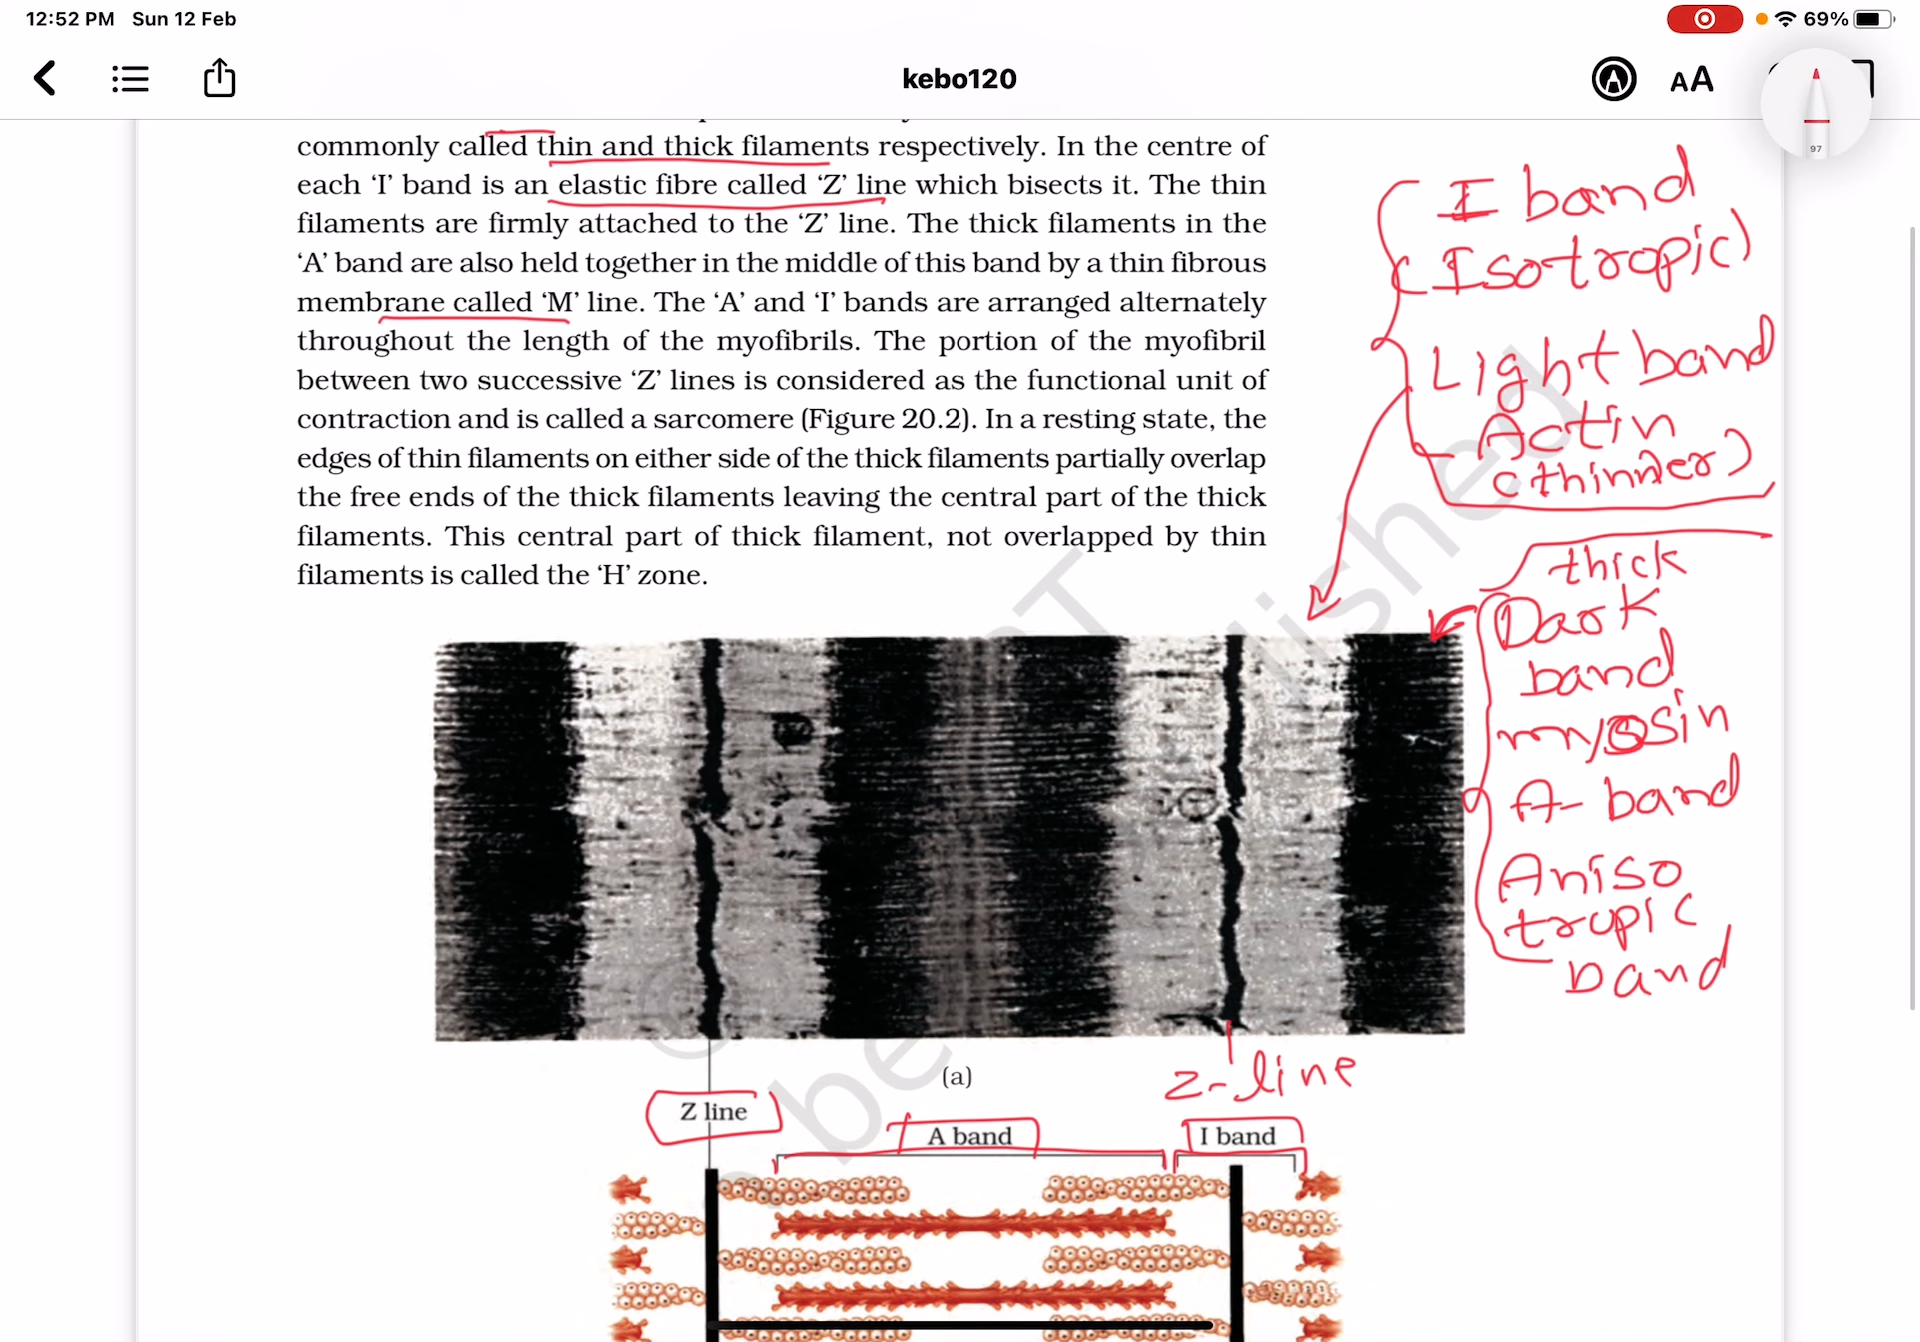 12:52 PM Sun 12 Feb
69%
kebo120
AA
97
commonly called thin and thick filaments respectively. In the centre of
each ‘I’ band is an elastic fibre called ‘Z’ line which bisects it. The thin
filaments are firmly attached to the ‘Z’ line. The thick filaments in the
‘A’ band are also held together in the middle of this band by a thin fibrous
membrane called ‘M’ line. The ‘A’ and ‘I’ bands are arranged alternately
throughout the length of the myofibrils. The portion of the myofibril
between two successive ‘Z’ lines is considered as the functional unit of
contraction and is called a sarcomere (Figure 20.2). In a resting state, the
edges of thin filaments on either side of the thick filaments partially overlap
the free ends of the thick filaments leaving the central part of the thick
filaments. This central part of thick filament, not overlapped by thin
filaments is called the ‘H’ zone.
I band
(Isotropic)
Light band
Actin
(thinner)
thick
Dark
band
myosin
A- band
Aniso
tropic
band
(a)
Z-line
Z line
A band
I band